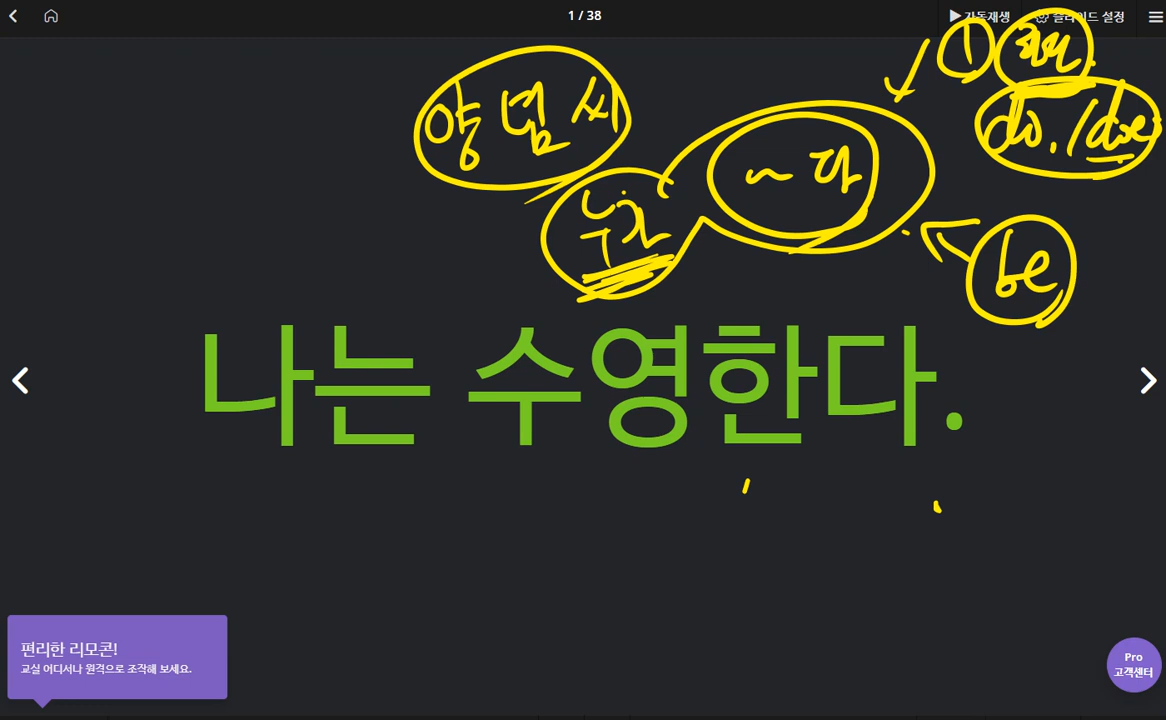 1 / 38
자동재생
슬라이드 설정
양념씨
①
do. / does
누가
~다
be
나는 수영한다.
편리한 리모콘!
교실 어디서나 원격으로 조작해 보세요.
Pro
고객센터